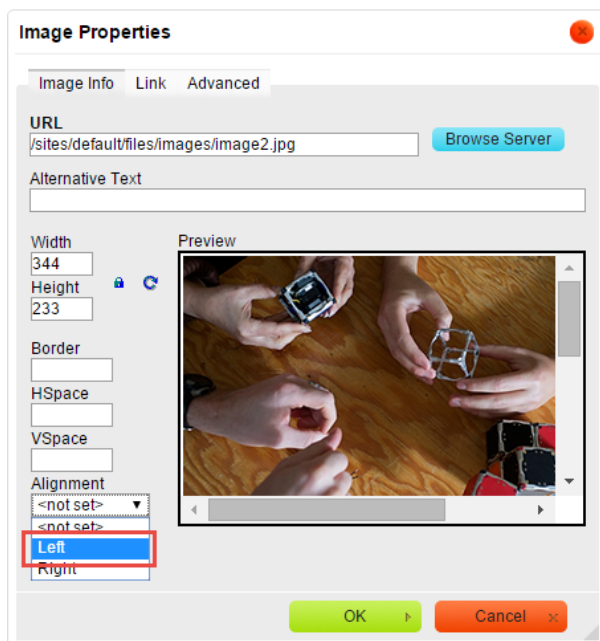 Image Properties
Image Info Link Advanced
URL
/sites/default/files/images/image2.jpg
Browse Server
Alternative Text
Width
Preview
344
Height
233
Border
HSpace
VSpace
Alignment
<not set>
<not set>
Left
Right
OK
Cancel